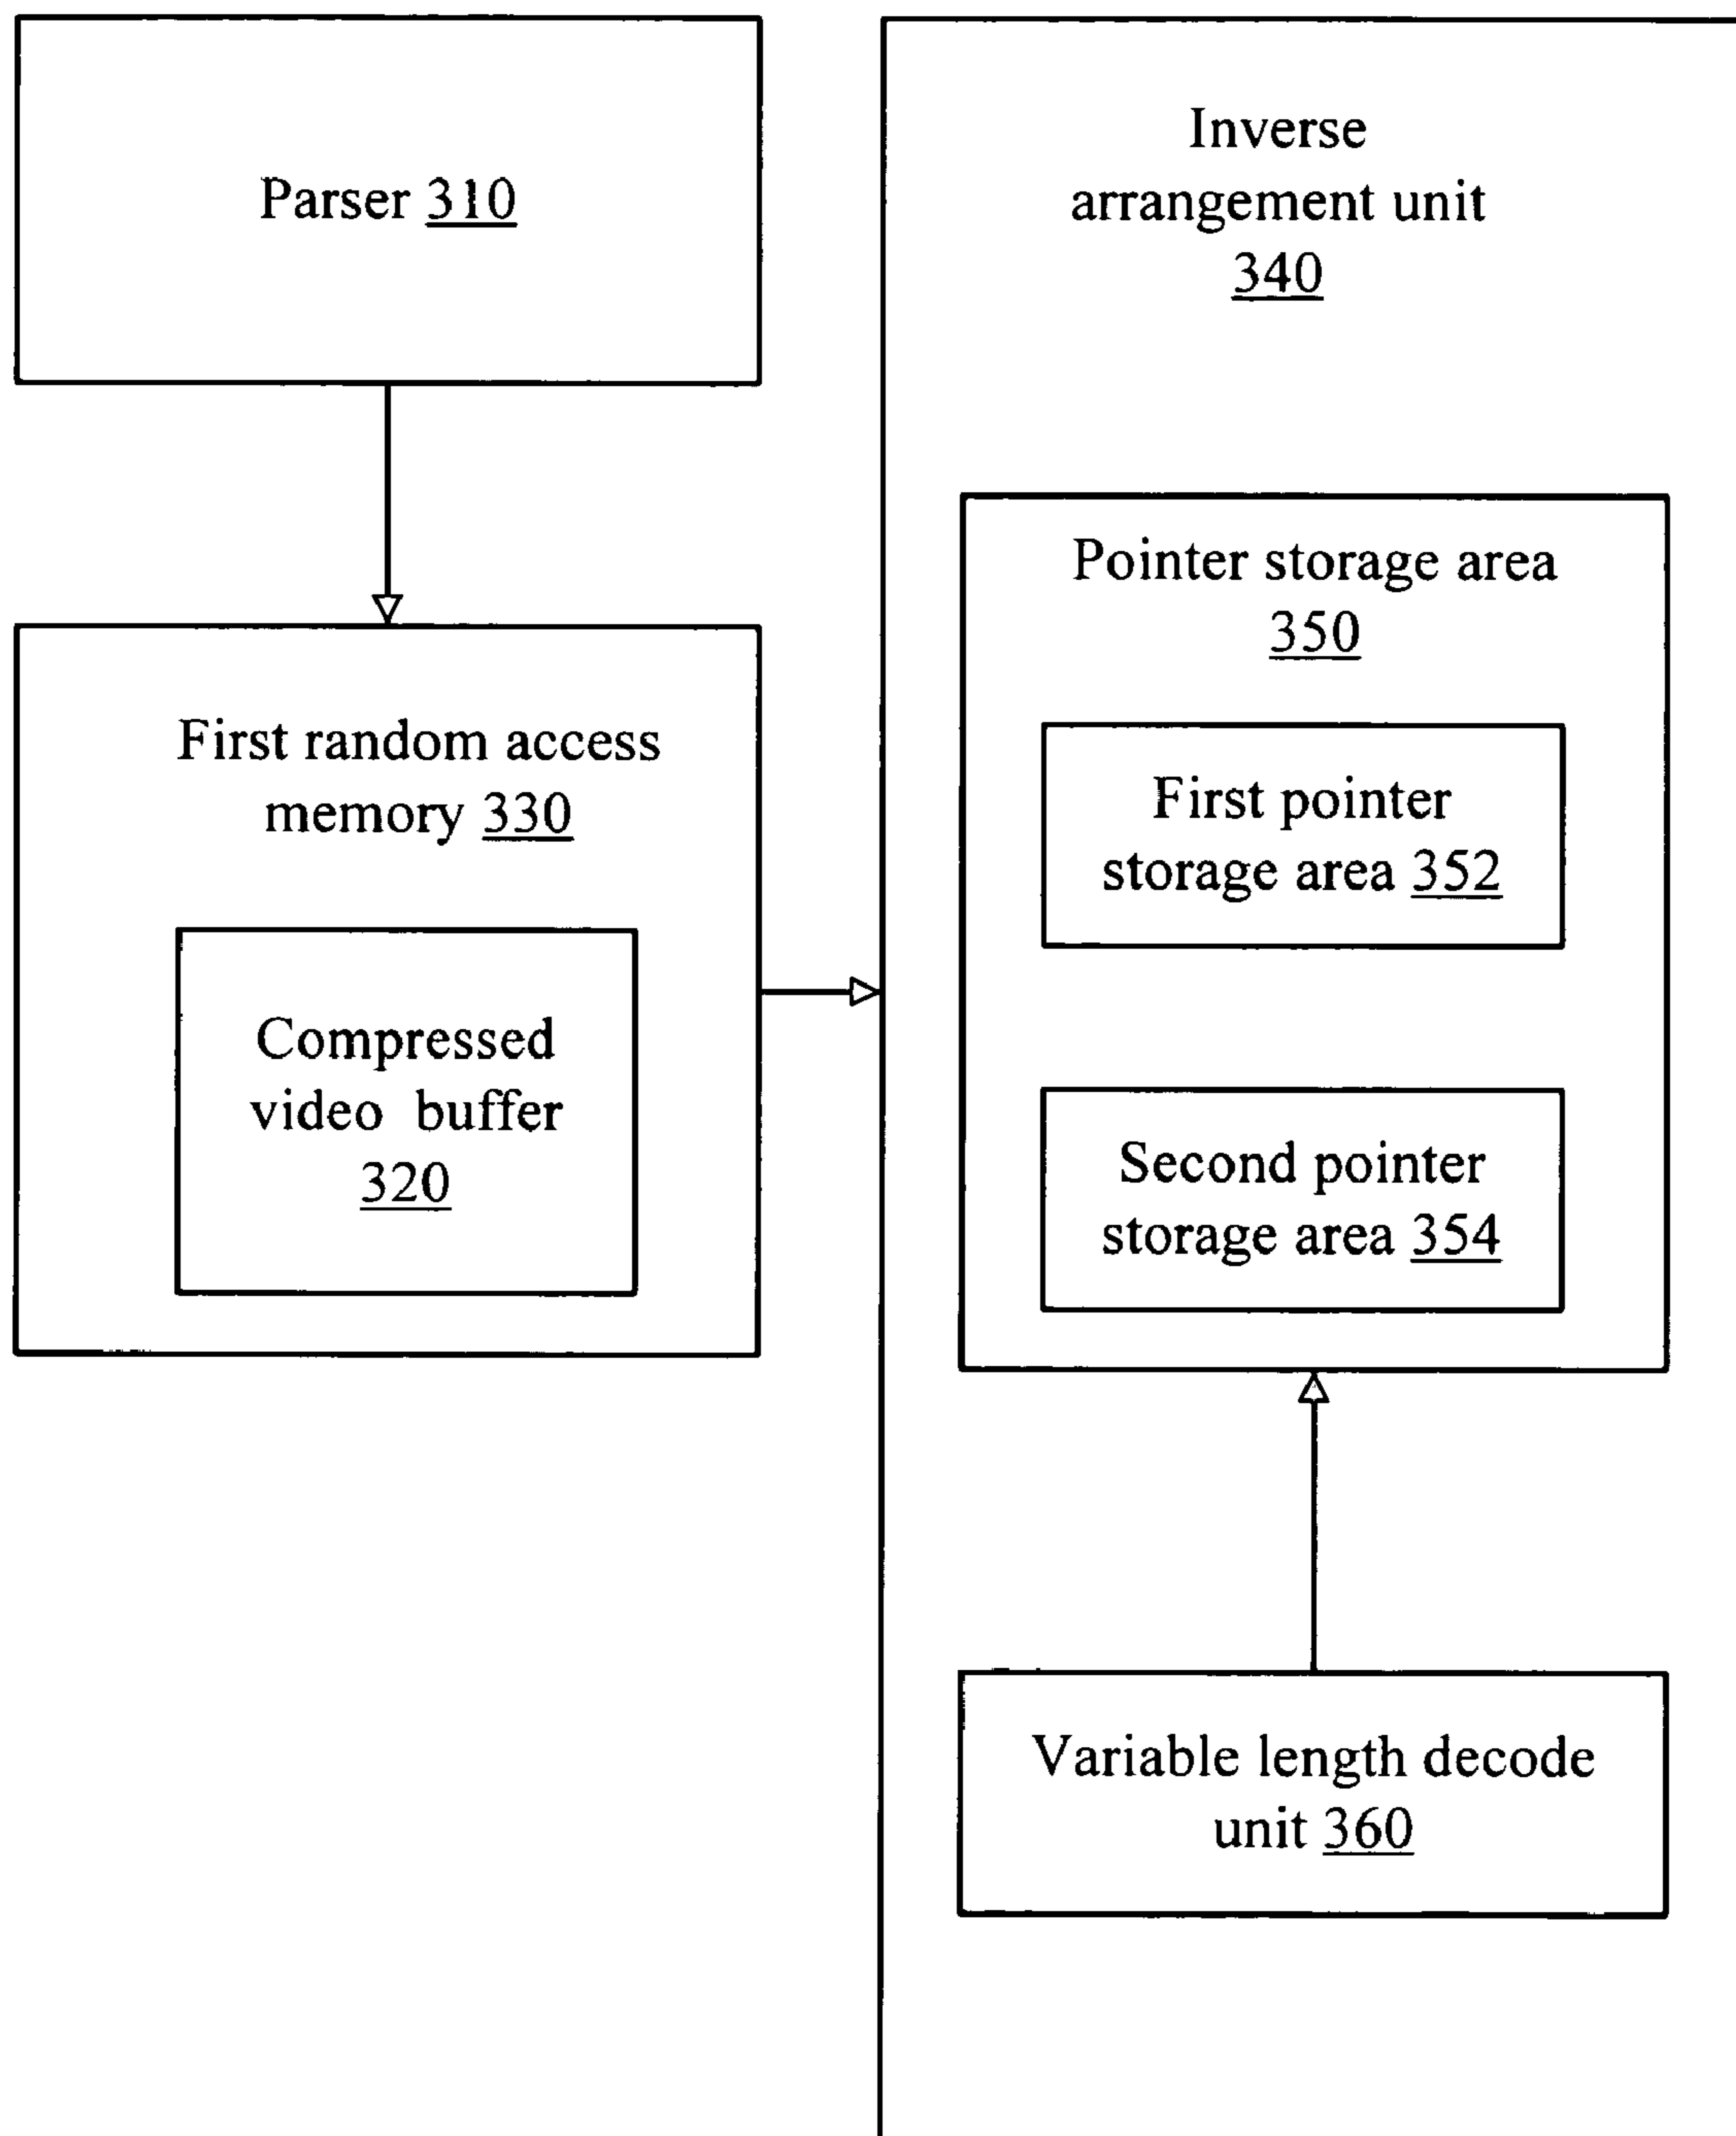 Parser 310
First random access
memory 330
Compressed
video buffer
320
Inverse
arrangement unit
340
Pointer storage area
350
First pointer
storage area 352
Second pointer
storage area 354
Variable length decode
unit 360